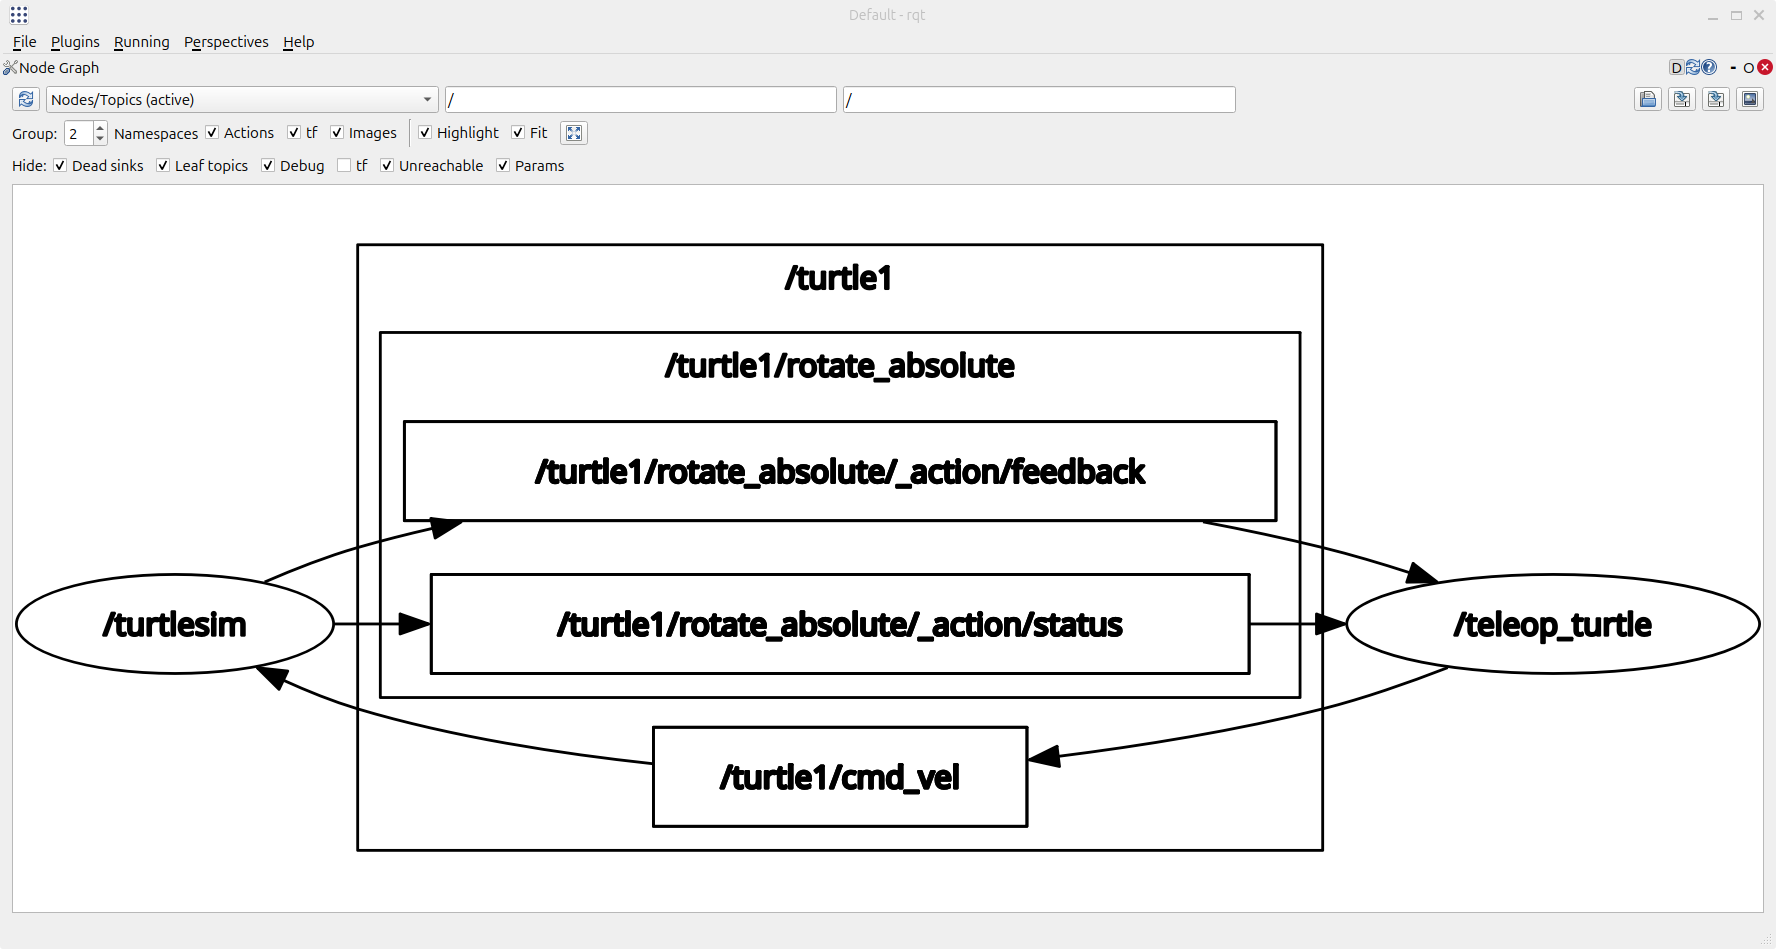 Default - rqt
File Plugins Running Perspectives Help
Node Graph D - O
Nodes/Topics (active) / /
Group: 2 Namespaces Actions tf Images Highlight Fit
Hide: Dead sinks Leaf topics Debug tf Unreachable Params
/turtle1
/turtle1/rotate_absolute
/turtle1/rotate_absolute/_action/feedback
/turtlesim /turtle1/rotate_absolute/_action/status /teleop_turtle
/turtle1/cmd_vel